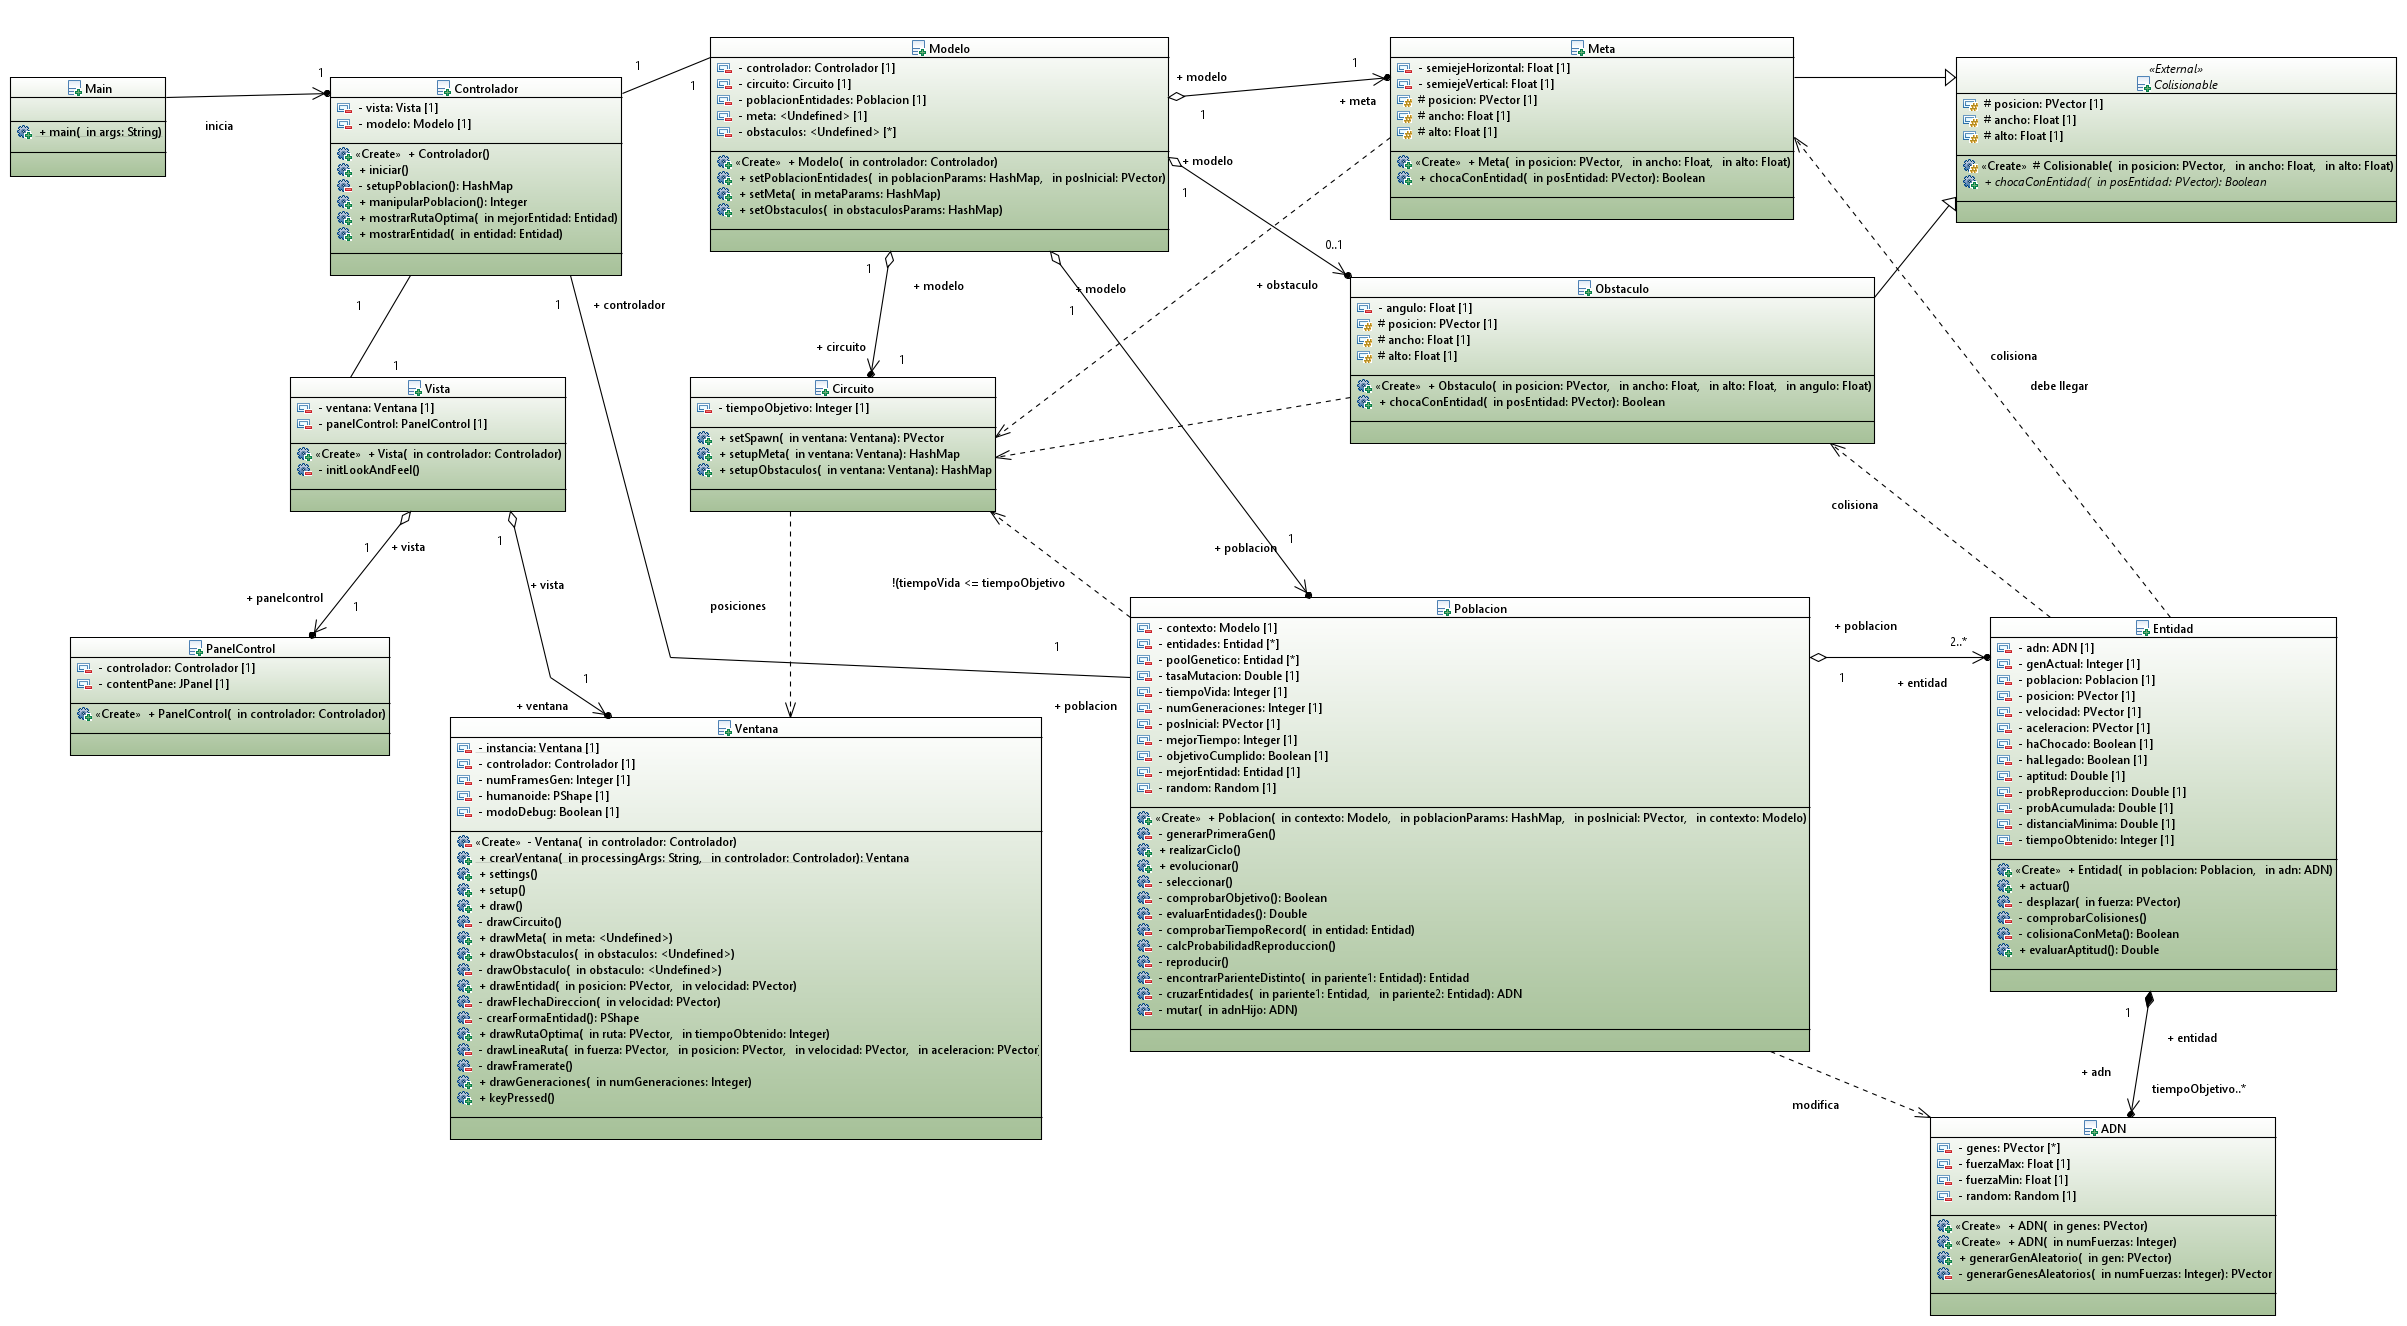 Main
+ main( in args: String)
inicia
1
Controlador
- vista: Vista [1]
- modelo: Modelo [1]
«Create» + Controlador()
+ iniciar()
- setupPoblacion(): HashMap
+ manipularPoblacion(): Integer
+ mostrarRutaOptima( in mejorEntidad: Entidad)
+ mostrarEntidad( in entidad: Entidad)
1
1
Modelo
- controlador: Controlador [1]
- circuito: Circuito [1]
- poblacionEntidades: Poblacion [1]
- meta: <Undefined> [1]
- obstaculos: <Undefined> [*]
«Create» + Modelo( in controlador: Controlador)
+ setPoblacionEntidades( in poblacionParams: HashMap, in posInicial: PVector)
+ setMeta( in metaParams: HashMap)
+ setObstaculos( in obstaculosParams: HashMap)
+ modelo
1
1
+ meta
+ modelo
1
0..1
+ obstaculo
Meta
- semiejeHorizontal: Float [1]
- semiejeVertical: Float [1]
# posicion: PVector [1]
# ancho: Float [1]
# alto: Float [1]
«Create» + Meta( in posicion: PVector, in ancho: Float, in alto: Float)
+ chocaConEntidad( in posEntidad: PVector): Boolean
«External»
Colisionable
# posicion: PVector [1]
# ancho: Float [1]
# alto: Float [1]
«Create» # Colisionable( in posicion: PVector, in ancho: Float, in alto: Float)
+ chocaConEntidad( in posEntidad: PVector): Boolean
1
+ modelo
+ circuito
1
+ modelo
1
1
+ poblacion
1
1
1
+ controlador
1
+ poblacion
Obstaculo
- angulo: Float [1]
# posicion: PVector [1]
# ancho: Float [1]
# alto: Float [1]
«Create» + Obstaculo( in posicion: PVector, in ancho: Float, in alto: Float, in angulo: Float)
+ chocaConEntidad( in posEntidad: PVector): Boolean
colisiona
debe llegar
colisiona
Vista
- ventana: Ventana [1]
- panelControl: PanelControl [1]
«Create» + Vista( in controlador: Controlador)
- initLookAndFeel()
Circuito
- tiempoObjetivo: Integer [1]
+ setSpawn( in ventana: Ventana): PVector
+ setupMeta( in ventana: Ventana): HashMap
+ setupObstaculos( in ventana: Ventana): HashMap
1
+ vista
+ panelcontrol
1
1
+ vista
1
+ ventana
posiciones
!(tiempoVida <= tiempoObjetivo
PanelControl
- controlador: Controlador [1]
- contentPane: JPanel [1]
«Create» + PanelControl( in controlador: Controlador)
Ventana
- instancia: Ventana [1]
- controlador: Controlador [1]
- numFramesGen: Integer [1]
- humanoide: PShape [1]
- modoDebug: Boolean [1]
«Create» - Ventana( in controlador: Controlador)
+ crearVentana( in processingArgs: String, in controlador: Controlador): Ventana
+ settings()
+ setup()
+ draw()
- drawCircuito()
+ drawMeta( in meta: <Undefined>)
+ drawObstaculos( in obstaculos: <Undefined>)
- drawObstaculo( in obstaculo: <Undefined>)
+ drawEntidad( in posicion: PVector, in velocidad: PVector)
- drawFlechaDireccion( in velocidad: PVector)
- crearFormaEntidad(): PShape
+ drawRutaOptima( in ruta: PVector, in tiempoObtenido: Integer)
- drawLineaRuta( in fuerza: PVector, in posicion: PVector, in velocidad: PVector, in aceleracion: PVector
- drawFramerate()
+ drawGeneraciones( in numGeneraciones: Integer)
+ keyPressed()
Poblacion
- contexto: Modelo [1]
- entidades: Entidad [*]
- poolGenetico: Entidad [*]
- tasaMutacion: Double [1]
- tiempoVida: Integer [1]
- numGeneraciones: Integer [1]
- posInicial: PVector [1]
- mejorTiempo: Integer [1]
- objetivoCumplido: Boolean [1]
- mejorEntidad: Entidad [1]
- random: Random [1]
«Create» + Poblacion( in contexto: Modelo, in poblacionParams: HashMap, in posInicial: PVector, in contexto: Modelo)
- generarPrimeraGen()
+ realizarCiclo()
+ evolucionar()
- seleccionar()
- comprobarObjetivo(): Boolean
- evaluarEntidades(): Double
- comprobarTiempoRecord( in entidad: Entidad)
- calcProbabilidadReproduccion()
- reproducir()
- encontrarParienteDistinto( in pariente1: Entidad): Entidad
- cruzarEntidades( in pariente1: Entidad, in pariente2: Entidad): ADN
- mutar( in adnHijo: ADN)
+ poblacion
2..*
1
+ entidad
Entidad
- adn: ADN [1]
- genActual: Integer [1]
- poblacion: Poblacion [1]
- posicion: PVector [1]
- velocidad: PVector [1]
- aceleracion: PVector [1]
- haChocado: Boolean [1]
- haLlegado: Boolean [1]
- aptitud: Double [1]
- probReproduccion: Double [1]
- probAcumulada: Double [1]
- distanciaMinima: Double [1]
- tiempoObtenido: Integer [1]
«Create» + Entidad( in poblacion: Poblacion, in adn: ADN)
+ actuar()
- desplazar( in fuerza: PVector)
- comprobarColisiones()
- colisionaConMeta(): Boolean
+ evaluarAptitud(): Double
1
+ entidad
+ adn
tiempoObjetivo..*
modifica
ADN
- genes: PVector [*]
- fuerzaMax: Float [1]
- fuerzaMin: Float [1]
- random: Random [1]
«Create» + ADN( in genes: PVector)
«Create» + ADN( in numFuerzas: Integer)
+ generarGenAleatorio( in gen: PVector)
- generarGenesAleatorios( in numFuerzas: Integer): PVector